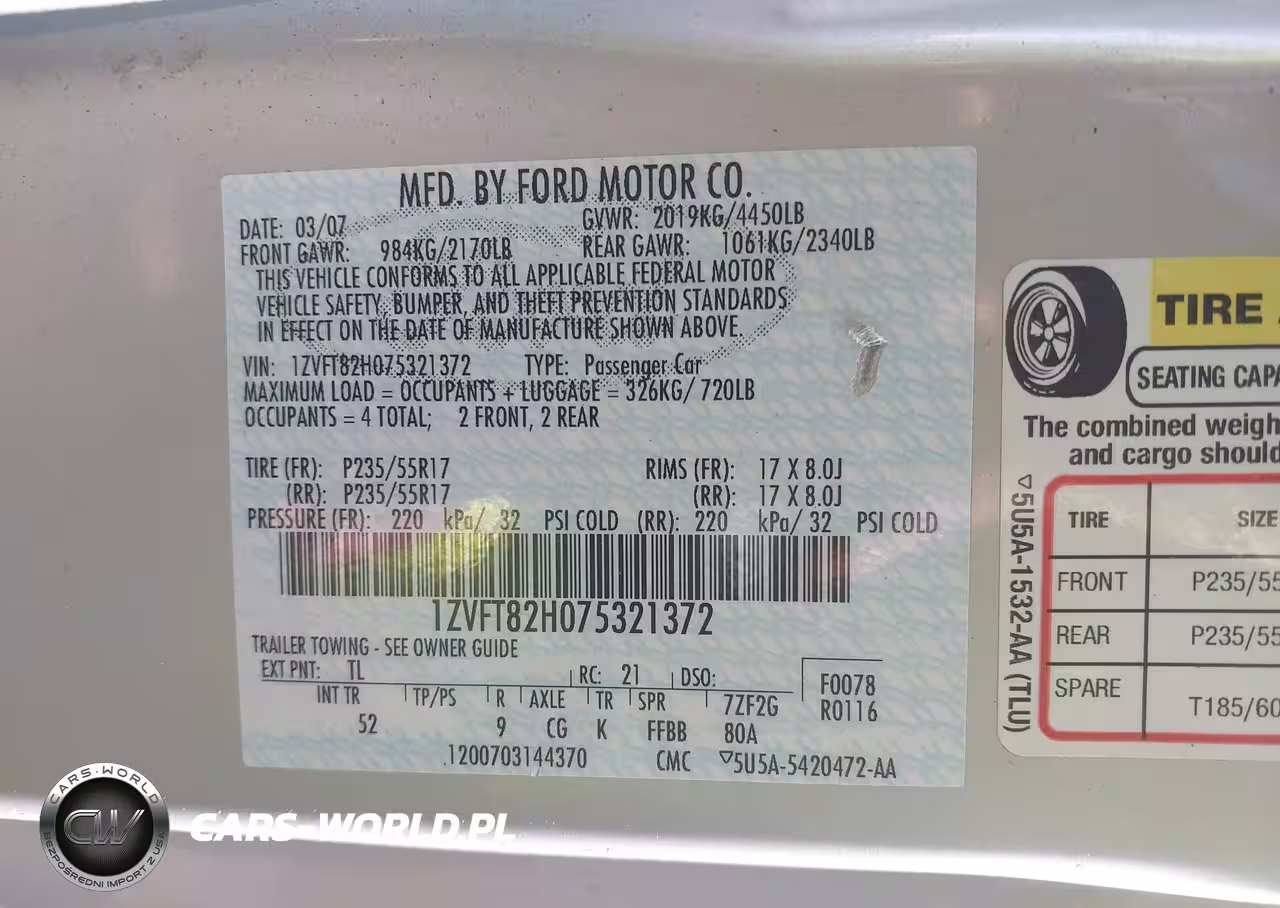 MFD. BY FORD MOTOR CO.
DATE: 03/07 GVWR: 2019KG/4450LB
FRONT GAWR: 984KG/2170LB REAR GAWR: 1061KG/2340LB
THIS VEHICLE CONFORMS TO ALL APPLICABLE FEDERAL MOTOR
VEHICLE SAFETY, BUMPER, AND THEFT PREVENTION STANDARDS
IN EFFECT ON THE DATE OF MANUFACTURE SHOWN ABOVE.
VIN: 1ZVFT82H075321372 TYPE: Passenger Car
MAXIMUM LOAD = OCCUPANTS + LUGGAGE = 326KG/ 720LB
OCCUPANTS = 4 TOTAL; 2 FRONT, 2 REAR
TIRE (FR): P235/55R17 RIMS (FR): 17 X 8.0J
(RR): P235/55R17 (RR): 17 X 8.0J
PRESSURE (FR): 220 kPa/ 32 PSI COLD (RR): 220 kPa/ 32 PSI COLD
1ZVFT82H075321372
TRAILER TOWING - SEE OWNER GUIDE
EXT PNT: TL RC: 21 DSO:
F0078
INT TR TP/PS R AXLE TR SPR 7ZF2G
R0116
52 9 CG K FFBB 80A
.1200703144370 CMC ▽5U5A-5420472-AA
TIRE
SEATING CAPA
The combined weigh
and cargo should
▽5U5A-1532-AA (TLU)
TIRE SIZE
FRONT P235/55
REAR P235/55
SPARE T185/60
CARS-WORLD
CW
BEZPOŚREDNI IMPORT Z USA
CARS-WORLD.PL